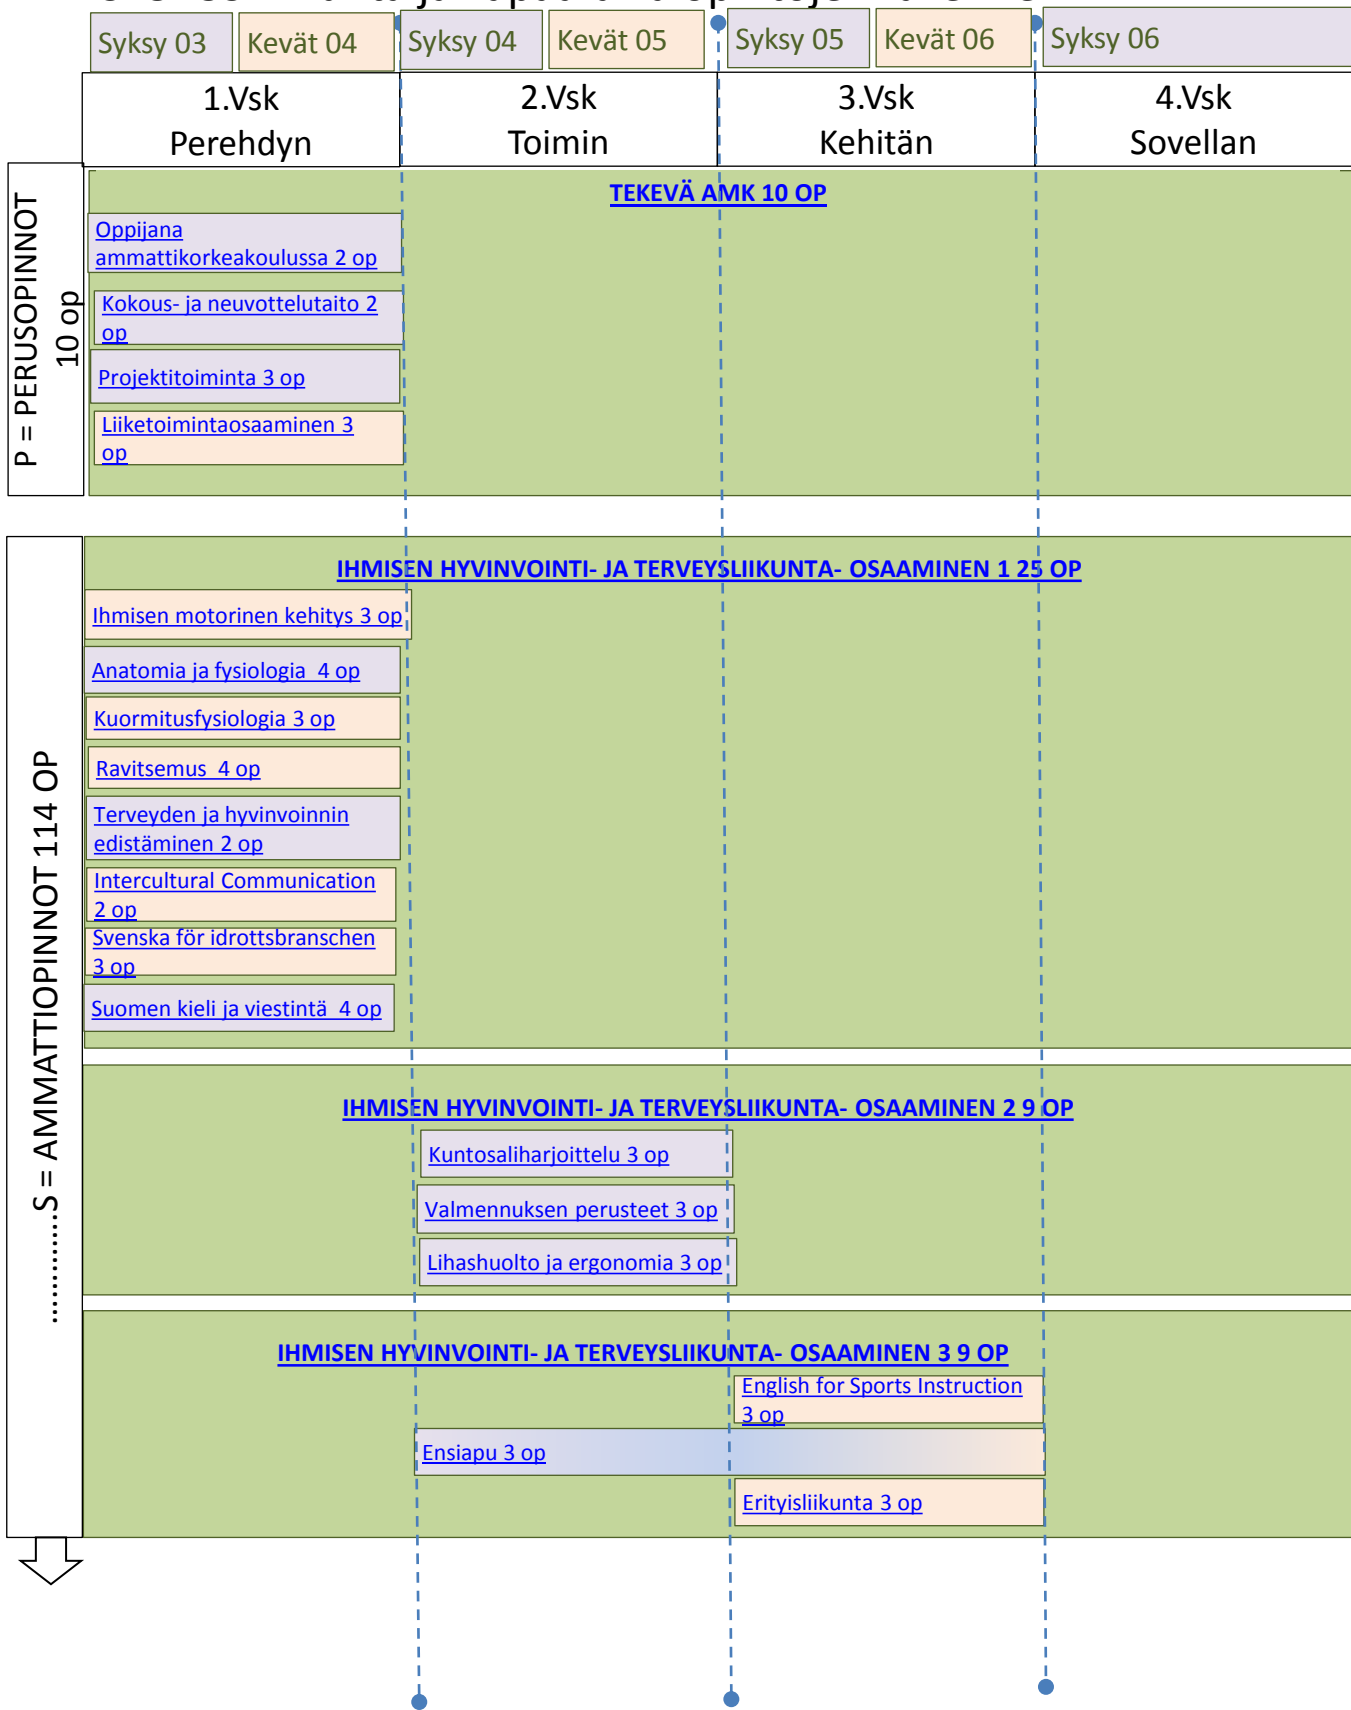 Syksy 03
Kevät 04
Syksy 04
Kevät 05
Syksy 05
Kevät 06
Syksy 06
1.Vsk
Perehdyn
2.Vsk
Toimin
3.Vsk
Kehitän
4.Vsk
Sovellan
P = PERUSOPINNOT
10 op
TEKEVÄ AMK 10 OP
Oppijana
ammattikorkeakoulussa 2 op
Kokous- ja neuvottelutaito 2
op
Projektitoiminta 3 op
Liiketoimintaosaaminen 3
op
............S = AMMATTIOPINNOT 114 OP
IHMISEN HYVINVOINTI- JA TERVEYSLIIKUNTA- OSAAMINEN 1 25 OP
Ihmisen motorinen kehitys 3 op
Anatomia ja fysiologia  4 op
Kuormitusfysiologia 3 op
Ravitsemus  4 op
Terveyden ja hyvinvoinnin
edistäminen 2 op
Intercultural Communication
2 op
Svenska för idrottsbranschen
3 op
Suomen kieli ja viestintä  4 op
IHMISEN HYVINVOINTI- JA TERVEYSLIIKUNTA- OSAAMINEN 2 9 OP
Kuntosaliharjoittelu 3 op
Valmennuksen perusteet 3 op
Lihashuolto ja ergonomia 3 op
IHMISEN HYVINVOINTI- JA TERVEYSLIIKUNTA- OSAAMINEN 3 9 OP
English for Sports Instruction
3 op
Ensiapu 3 op
Erityisliikunta 3 op